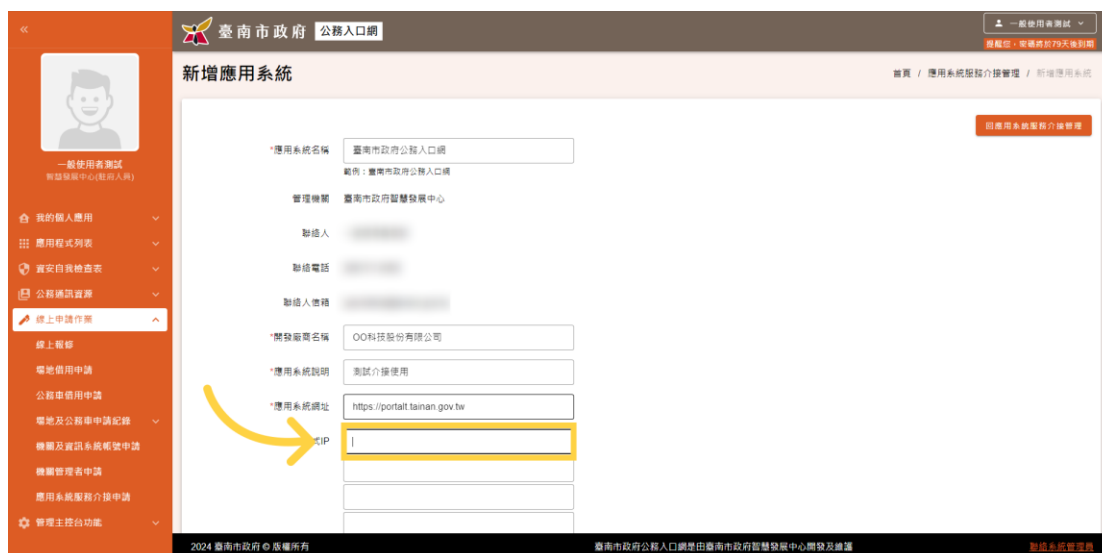 臺南市政府 公務入口網
一般使用者測試
提醒您，密碼將於79天後到期
新增應用系統
首頁 / 應用系統服務介接管理 / 新增應用系統
回應用系統服務介接管理
一般使用者測試
智慧發展中心(駐府人員)
我的個人應用
應用程式列表
資安自我檢查表
公務通訊資源
線上申請作業
線上報修
場地借用申請
公務車借用申請
場地及公務車申請紀錄
機關及資訊系統帳號申請
機關管理者申請
應用系統服務介接申請
管理主控台功能
*應用系統名稱 臺南市政府公務入口網
範例：臺南市政府公務入口網
管理機關 臺南市政府智慧發展中心
聯絡人
聯絡電話
聯絡人信箱
*開發廠商名稱 OO科技股份有限公司
*應用系統說明 測試介接使用
*應用系統網址 https://portalt.tainan.gov.tw
式IP
2024 臺南市政府 © 版權所有
臺南市政府公務入口網是由臺南市政府智慧發展中心開發及維護
聯絡系統管理員